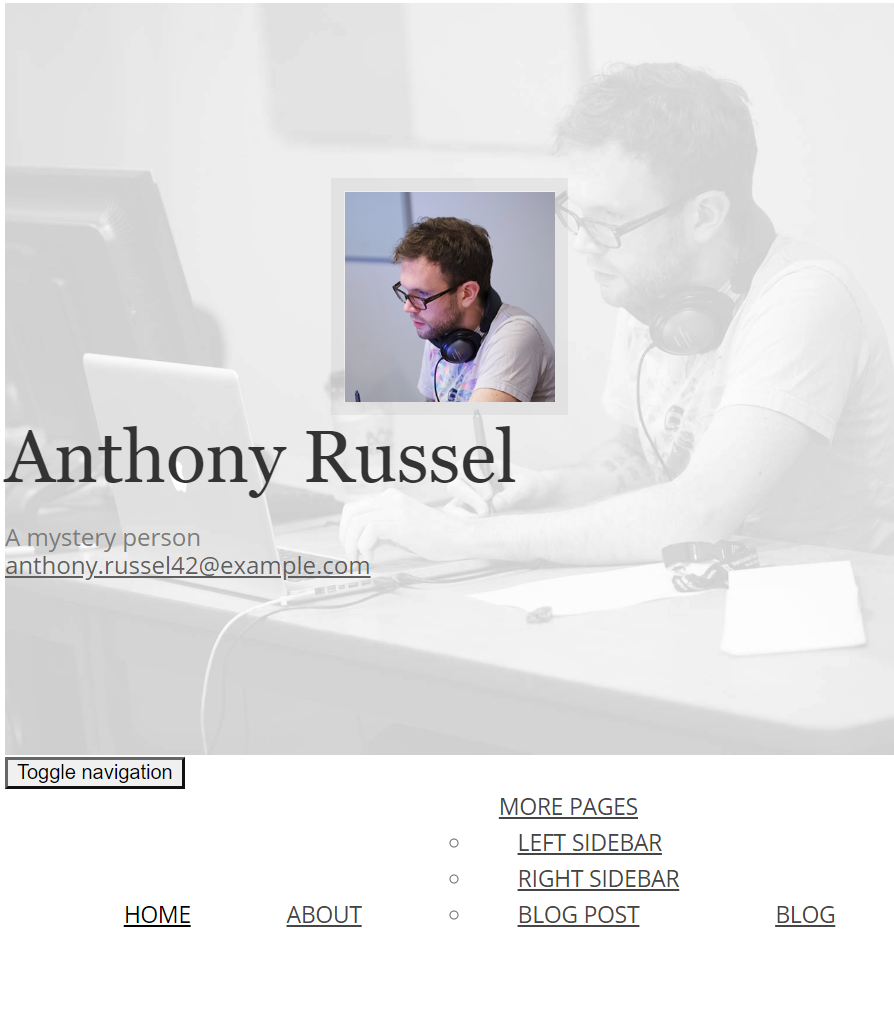 Anthony Russel
A mystery person
anthony.russel42@example.com
Toggle navigation
MORE PAGES
LEFT SIDEBAR
RIGHT SIDEBAR
HOME ABOUT BLOG POST BLOG